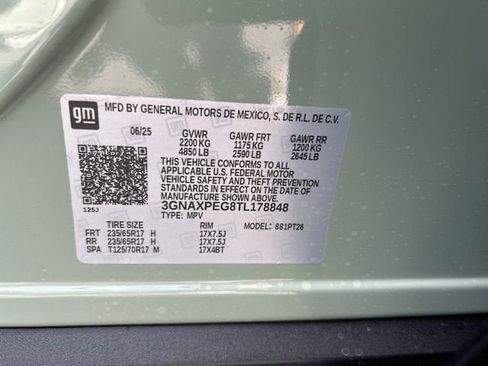 gm
MFD BY GENERAL MOTORS DE MEXICO, S. DE R.L. DE C.V.
06/25 GVWR GAWR FRT GAWR RR
2200 KG 1175 KG 1200 KG
4850 LB 2590 LB 2645 LB
THIS VEHICLE CONFORMS TO ALL
APPLICABLE U.S. FEDERAL MOTOR
VEHICLE SAFETY, BUMPER, AND THEFT
PREVENTION STANDARDS IN EFFECT ON
THE DATE OF MANUFACTURE SHOWN ABOVE.
125J 3GNAXPEG8TL178848
TYPE: MPV MODEL: 881PT26
TIRE SIZE RIM
FRT 235/65R17 H 17X7.5J
RR 235/65R17 H 17X7.5J
SPA T125/70R17 M 17X4BT